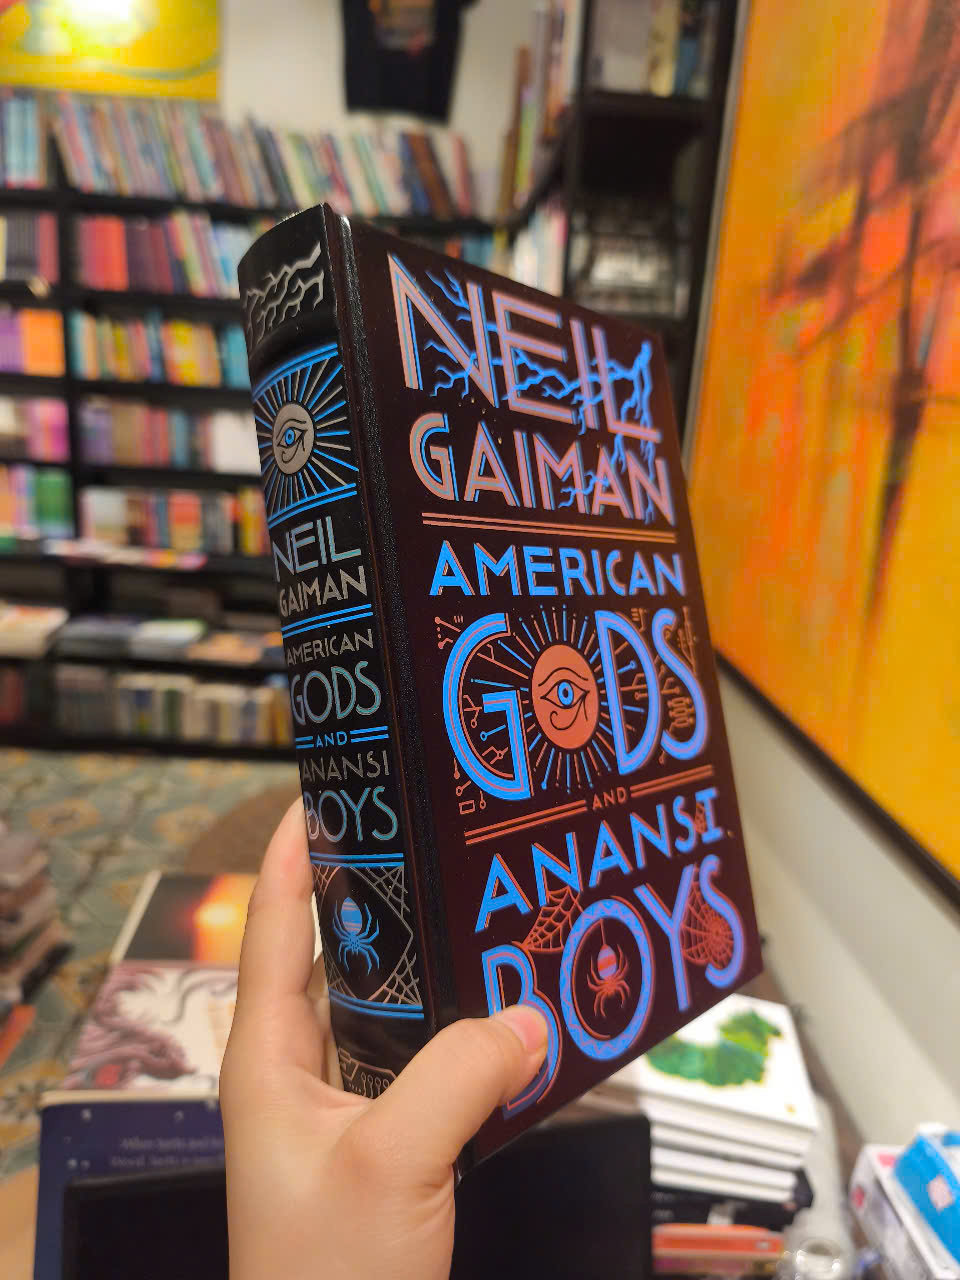 NEIL
GAIMAN
AMERICAN
GODS
AND
ANANSI
BOYS
NEIL
GAIMAN
AMERICAN
GODS
AND
ANANSI
BOYS